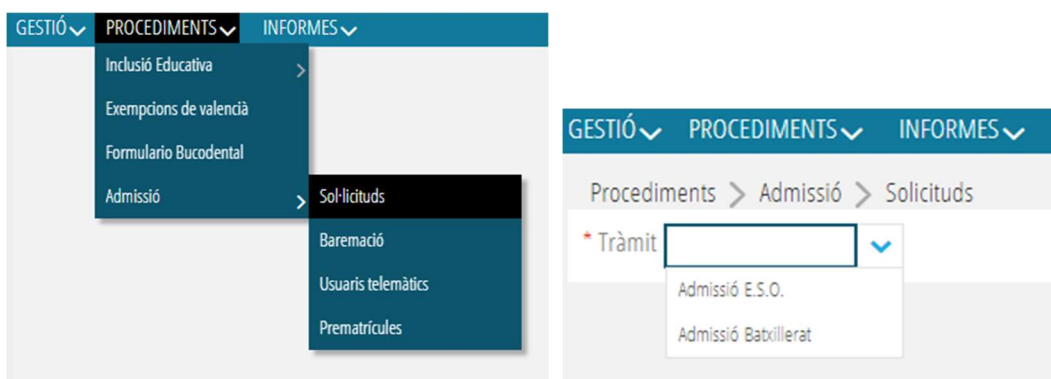 GESTIÓ PROCEDIMENTS INFORMES
Inclusió Educativa
Exempcions de valencià
Formulario Bucodental
Admissió
Sol·licituds
Baremació
Usuaris telemàtics
Prematrícules
GESTIÓ PROCEDIMENTS INFORMES
Procediments > Admissió > Solicituds
* Tràmit
Admissió E.S.O.
Admissió Batxillerat